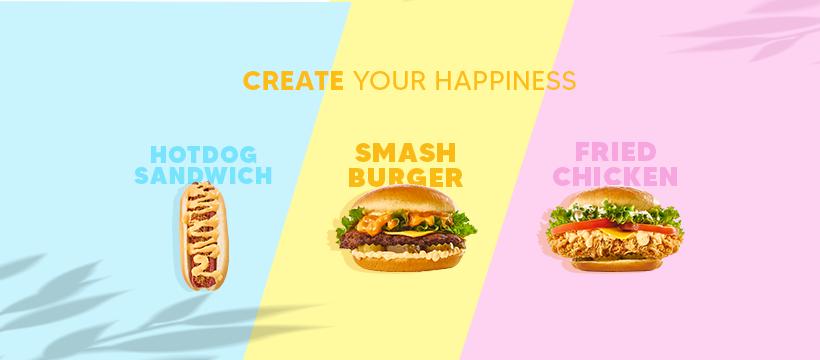 CREATE YOUR HAPPINESS
HOTDOG
SANDWICH
SMASH
BURGER
FRIED
CHICKEN